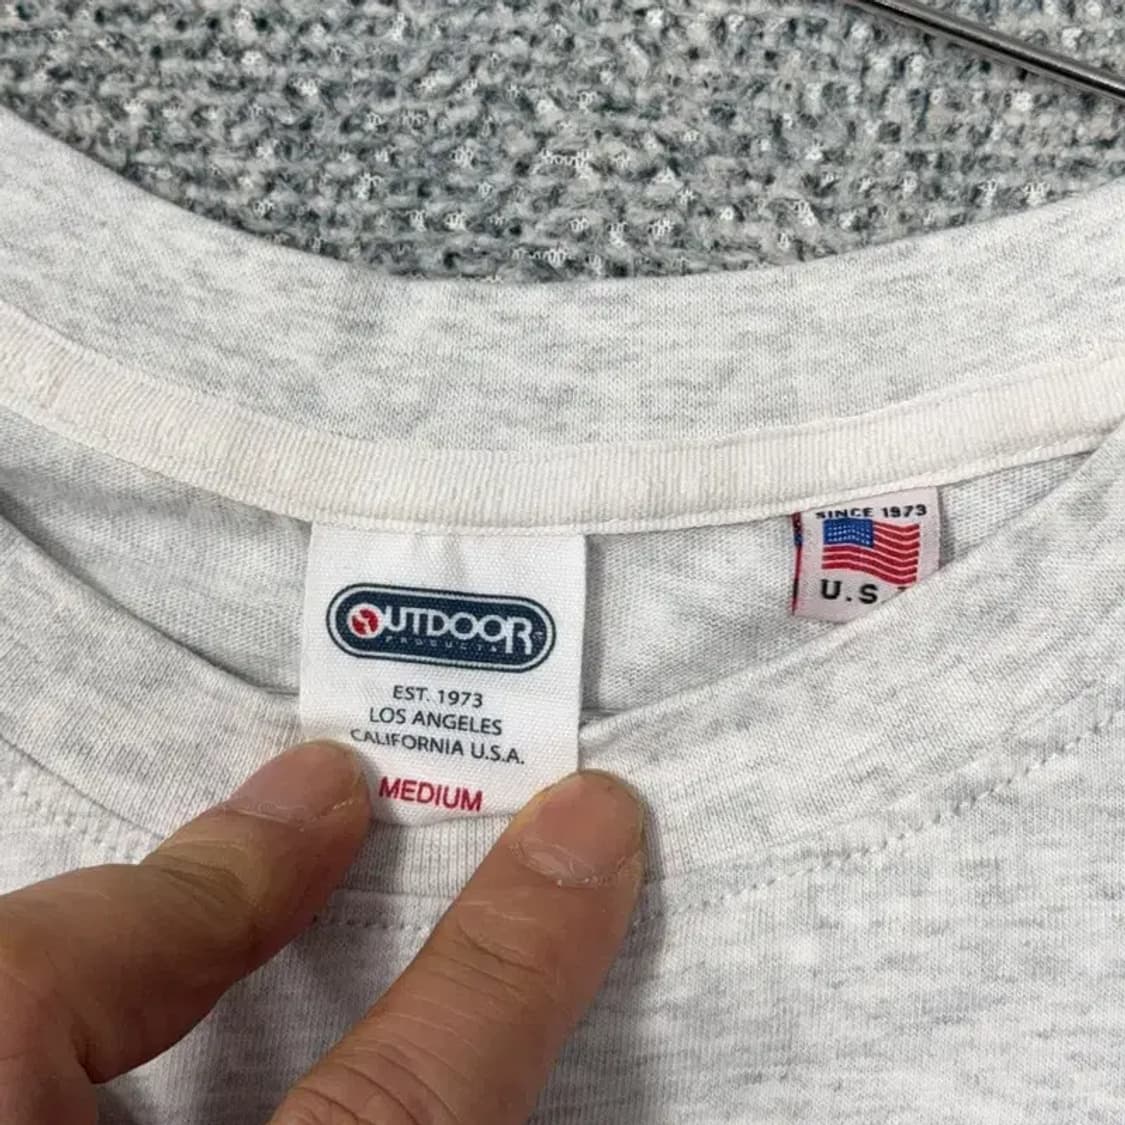 SINCE 1973
U.S.
OUTDOOR
PRODUCTS
EST. 1973
LOS ANGELES
CALIFORNIA U.S.A.
MEDIUM